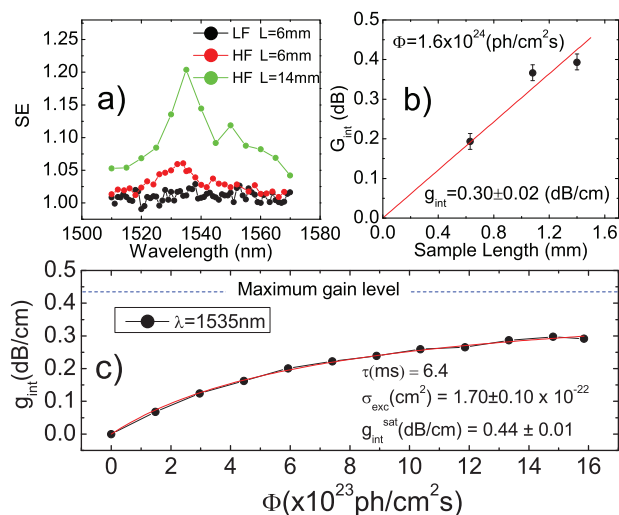 LF L=6mm
HF L=6mm
HF L=14mm
a)
SE
1.25
1.20
1.15
1.10
1.05
1.00
1500 1520 1540 1560 1580
Wavelength (nm)
Φ=1.6x10^24(ph/cm^2s)
b)
G_int (dB)
0.5
0.4
0.3
0.2
0.1
0.0
g_int=0.30±0.02 (dB/cm)
0.0 0.4 0.8 1.2 1.6
Sample Length (mm)
Maximum gain level
λ=1535nm
c)
g_int(dB/cm)
0.5
0.4
0.3
0.2
0.1
0.0
τ(ms) = 6.4
σ_exc(cm^2) = 1.70±0.10 x 10^-22
g_int^sat(dB/cm) = 0.44 ± 0.01
0 2 4 6 8 10 12 14 16
Φ(x10^23ph/cm^2s)